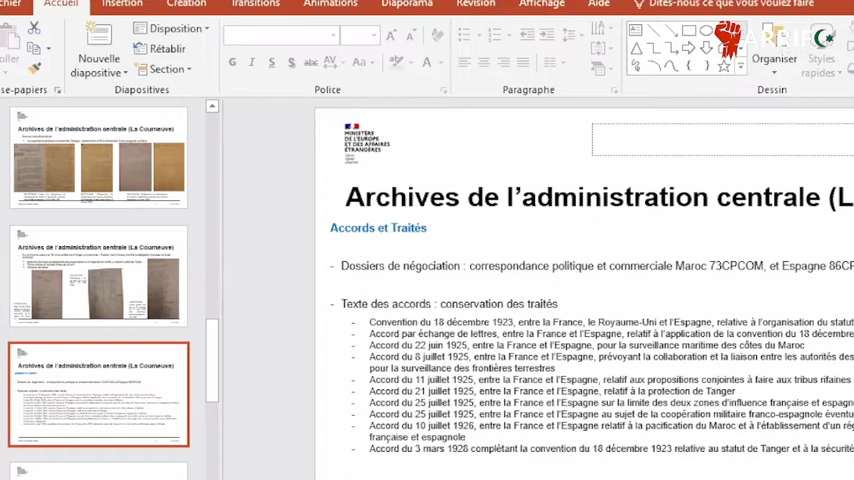 Accueil Insertion Création Transitions Animations Diaporama Révision Affichage Aide Dites-nous ce que vous voulez faire
ARRIFO
Nouvelle diapositive
Disposition
Rétablir
Section
G I S abc AV Aa A
Organiser
Styles rapides
Diapositives Police Paragraphe Dessin
Archives de l'administration centrale (La Courneuve)
Archives de l'administration centrale (La Courneuve)
Archives de l'administration centrale (La Courneuve)
MINISTÈRE
DE L'EUROPE
ET DES AFFAIRES
ÉTRANGÈRES
Archives de l'administration centrale (L
Accords et Traités
- Dossiers de négociation : correspondance politique et commerciale Maroc 73CPCOM, et Espagne 86CP
- Texte des accords : conservation des traités
- Convention du 18 décembre 1923, entre la France, le Royaume-Uni et l'Espagne, relative à l'organisation du statut
- Accord par échange de lettres, entre la France et l'Espagne, relatif à l'application de la convention du 18 décembre
- Accord du 22 juin 1925, entre la France et l'Espagne, pour la surveillance maritime des côtes du Maroc
- Accord du 8 juillet 1925, entre la France et l'Espagne, prévoyant la collaboration et la liaison entre les autorités des
pour la surveillance des frontières terrestres
- Accord du 11 juillet 1925, entre la France et l'Espagne, relatif aux propositions conjointes à faire aux tribus rifaines
- Accord du 21 juillet 1925, entre la France et l'Espagne, relatif à la protection de Tanger
- Accord du 25 juillet 1925, entre la France et l'Espagne sur la limite des deux zones d'influence française et espagno
- Accord du 25 juillet 1925, entre la France et l'Espagne au sujet de la coopération militaire franco-espagnole éventu
- Accord du 10 juillet 1926, entre la France et l'Espagne relatif à la pacification du Maroc et à l'établissement d'un rég
française et espagnole
- Accord du 3 mars 1928 complétant la convention du 18 décembre 1923 relative au statut de Tanger et à la sécurité